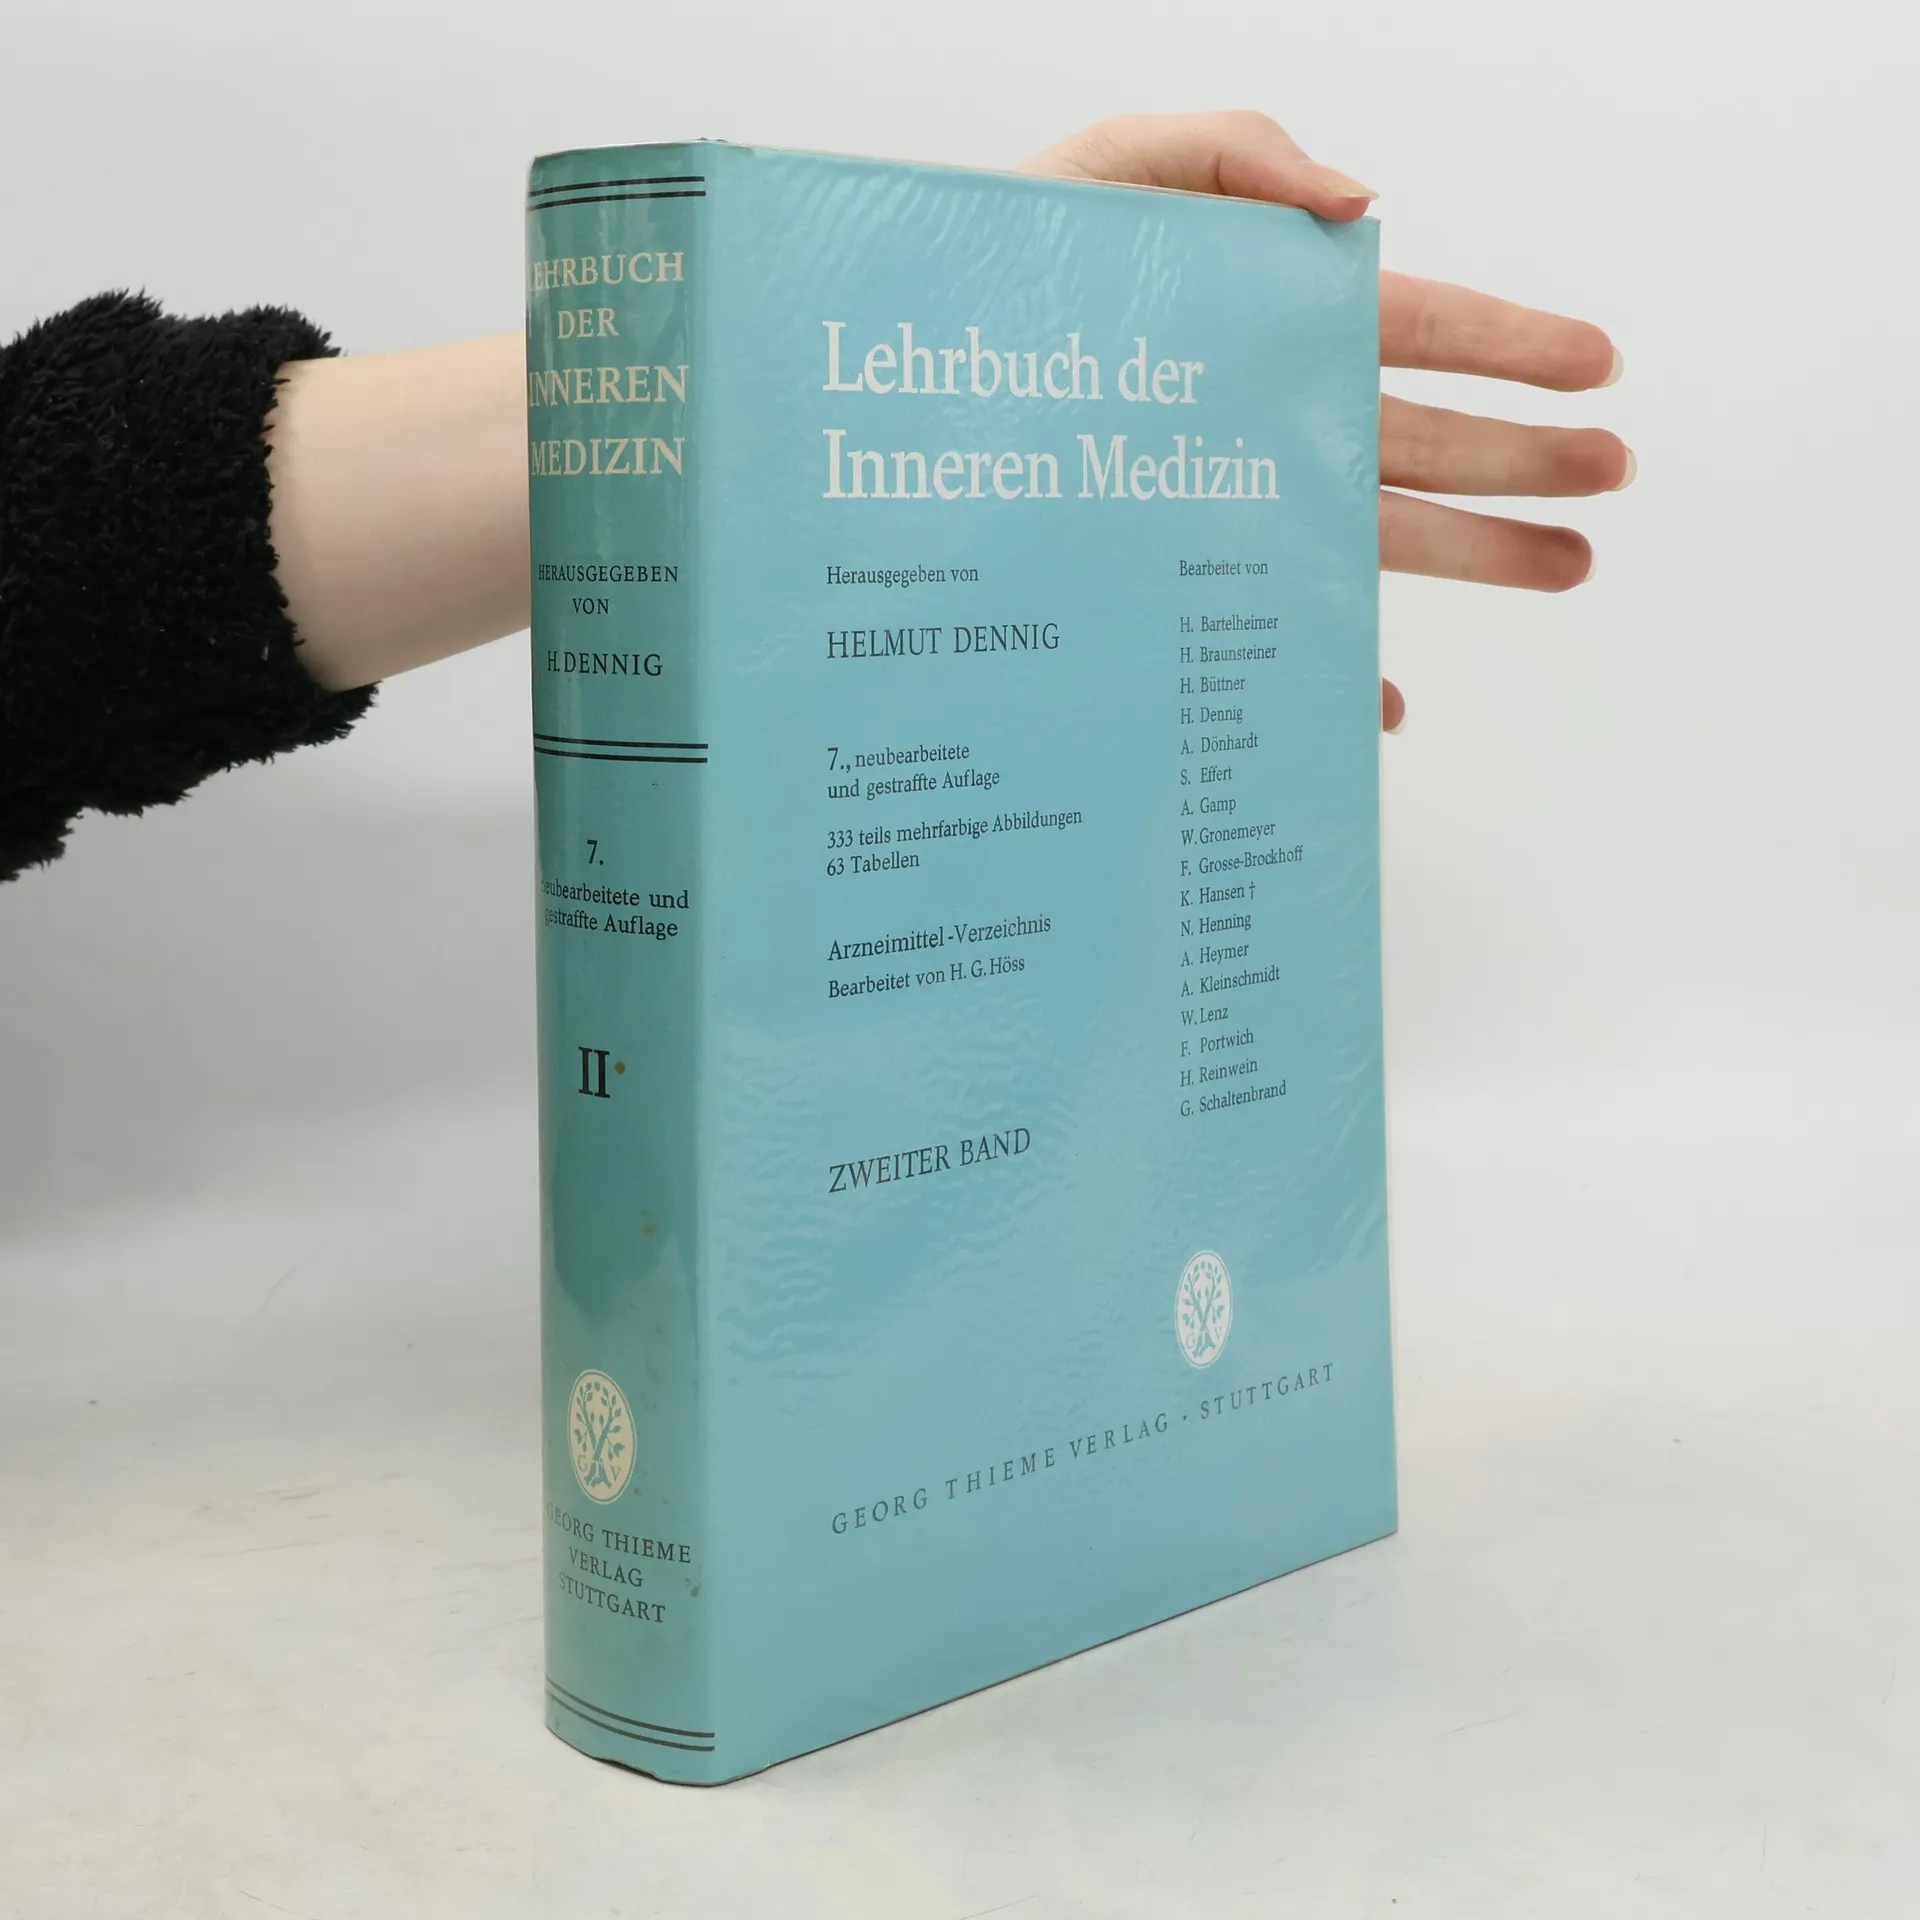 LEHRBUCH
DER
INNEREN
MEDIZIN
HERAUSGEGEBEN
VON
H. DENNIG
7.
neubearbeitete und
gestraffte Auflage
II
G T V
GEORG THIEME
VERLAG
STUTTGART
Lehrbuch der
Inneren Medizin
Herausgegeben von
HELMUT DENNIG
7., neubearbeitete
und gestraffte Auflage
333 teils mehrfarbige Abbildungen
63 Tabellen
Arzneimittel-Verzeichnis
Bearbeitet von H. G. Höss
ZWEITER BAND
Bearbeitet von
H. Bartelheimer
H. Braunsteiner
H. Büttner
H. Dennig
A. Dönhardt
S. Effert
A. Gamp
W. Gronemeyer
F. Grosse-Brockhoff
K. Hansen †
N. Henning
A. Heymer
A. Kleinschmidt
W. Lenz
F. Portwich
H. Reinwein
G. Schaltenbrand
G T V
GEORG THIEME VERLAG · STUTTGART